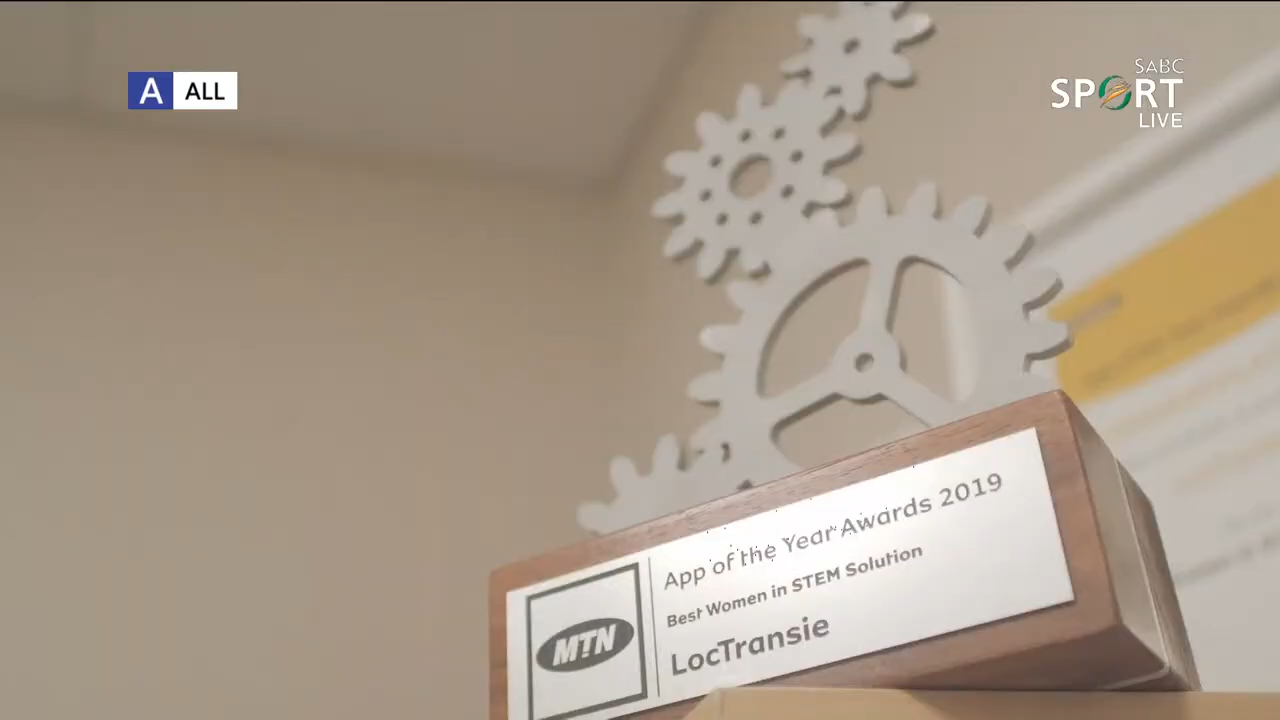 A ALL
SABC
SPORT
LIVE
App of the Year Awards 2019
Best Women in STEM Solution
LocTransie
MTN